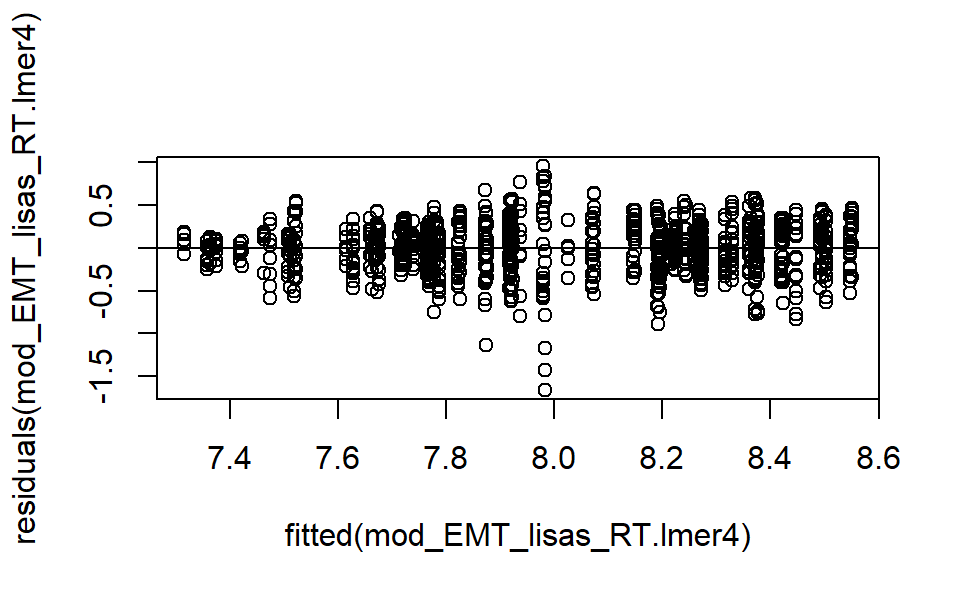 residuals(mod_EMT_lisas_RT.lmer4)
0.5
-0.5
-1.5
7.4 7.6 7.8 8.0 8.2 8.4 8.6
fitted(mod_EMT_lisas_RT.lmer4)